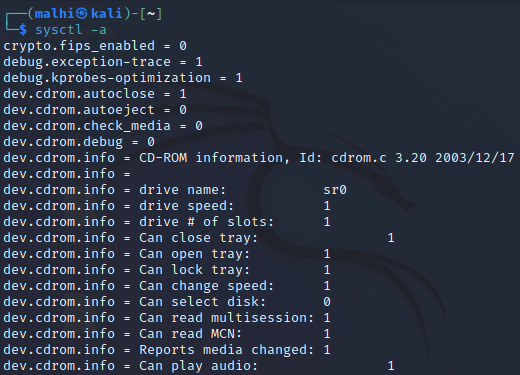 ┌──(malhi㉿kali)-[~]
└─$ sysctl -a
crypto.fips_enabled = 0
debug.exception-trace = 1
debug.kprobes-optimization = 1
dev.cdrom.autoclose = 1
dev.cdrom.autoeject = 0
dev.cdrom.check_media = 0
dev.cdrom.debug = 0
dev.cdrom.info = CD-ROM information, Id: cdrom.c 3.20 2003/12/17
dev.cdrom.info =
dev.cdrom.info = drive name:		sr0
dev.cdrom.info = drive speed:		1
dev.cdrom.info = drive # of slots:	1
dev.cdrom.info = Can close tray:		1
dev.cdrom.info = Can open tray:		1
dev.cdrom.info = Can lock tray:		1
dev.cdrom.info = Can change speed:	1
dev.cdrom.info = Can select disk:	0
dev.cdrom.info = Can read multisession:	1
dev.cdrom.info = Can read MCN:		1
dev.cdrom.info = Reports media changed:	1
dev.cdrom.info = Can play audio:		1